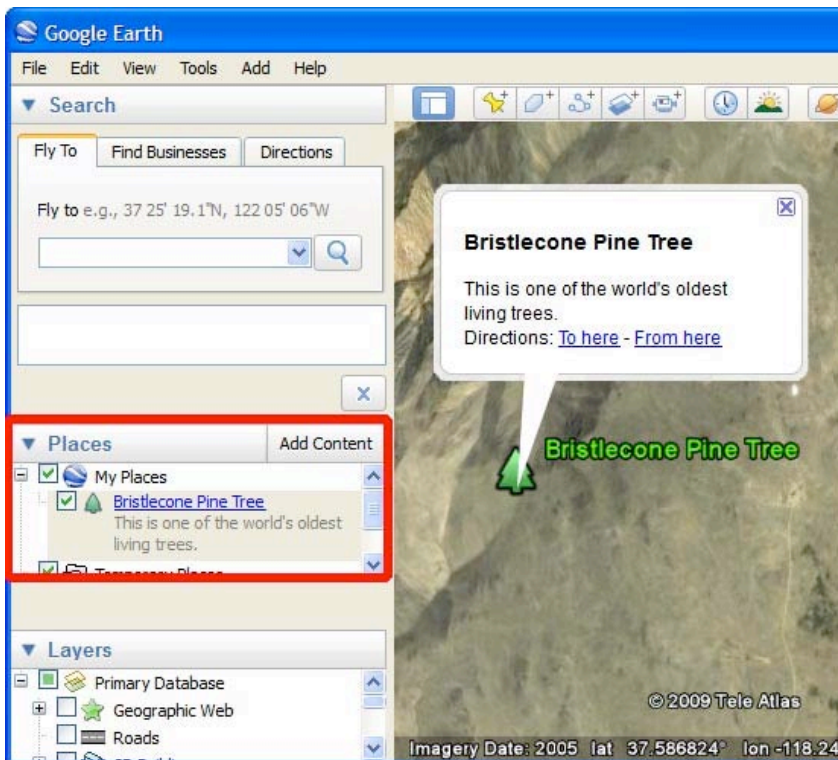 Google Earth
File Edit View Tools Add Help
Search
Fly To Find Businesses Directions
Fly to e.g., 37 25' 19.1"N, 122 05' 06"W
Places Add Content
My Places
Bristlecone Pine Tree
This is one of the world's oldest
living trees.
Temporary Places
Layers
Primary Database
Geographic Web
Roads
Bristlecone Pine Tree
This is one of the world's oldest
living trees.
Directions: To here - From here
Bristlecone Pine Tree
© 2009 Tele Atlas
Imagery Date: 2005 lat 37.586824° lon -118.24